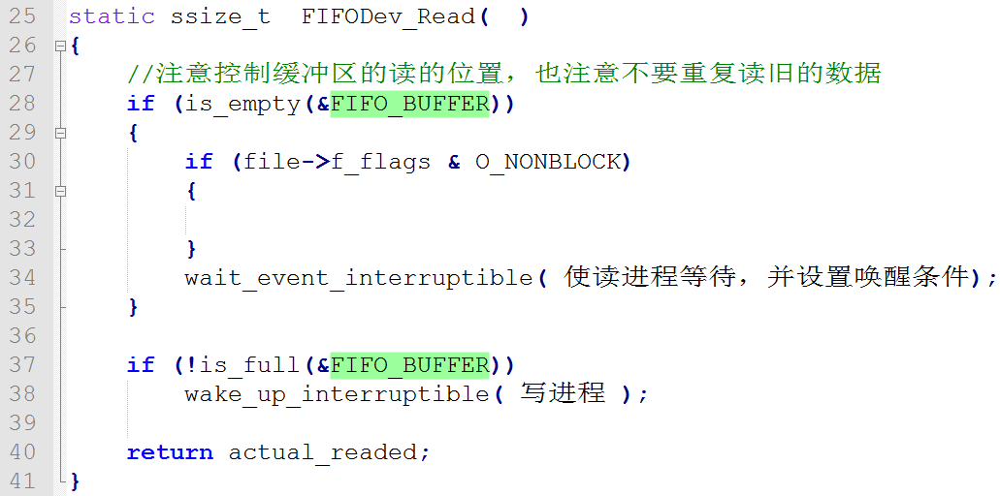 25 static ssize_t  FIFODev_Read(  )
26 {
27     //注意控制缓冲区的读的位置，也注意不要重复读旧的数据
28     if (is_empty(&FIFO_BUFFER))
29     {
30         if (file->f_flags & O_NONBLOCK)
31         {
32
33         }
34         wait_event_interruptible( 使读进程等待，并设置唤醒条件);
35     }
36
37     if (!is_full(&FIFO_BUFFER))
38         wake_up_interruptible( 写进程 );
39
40     return actual_readed;
41 }